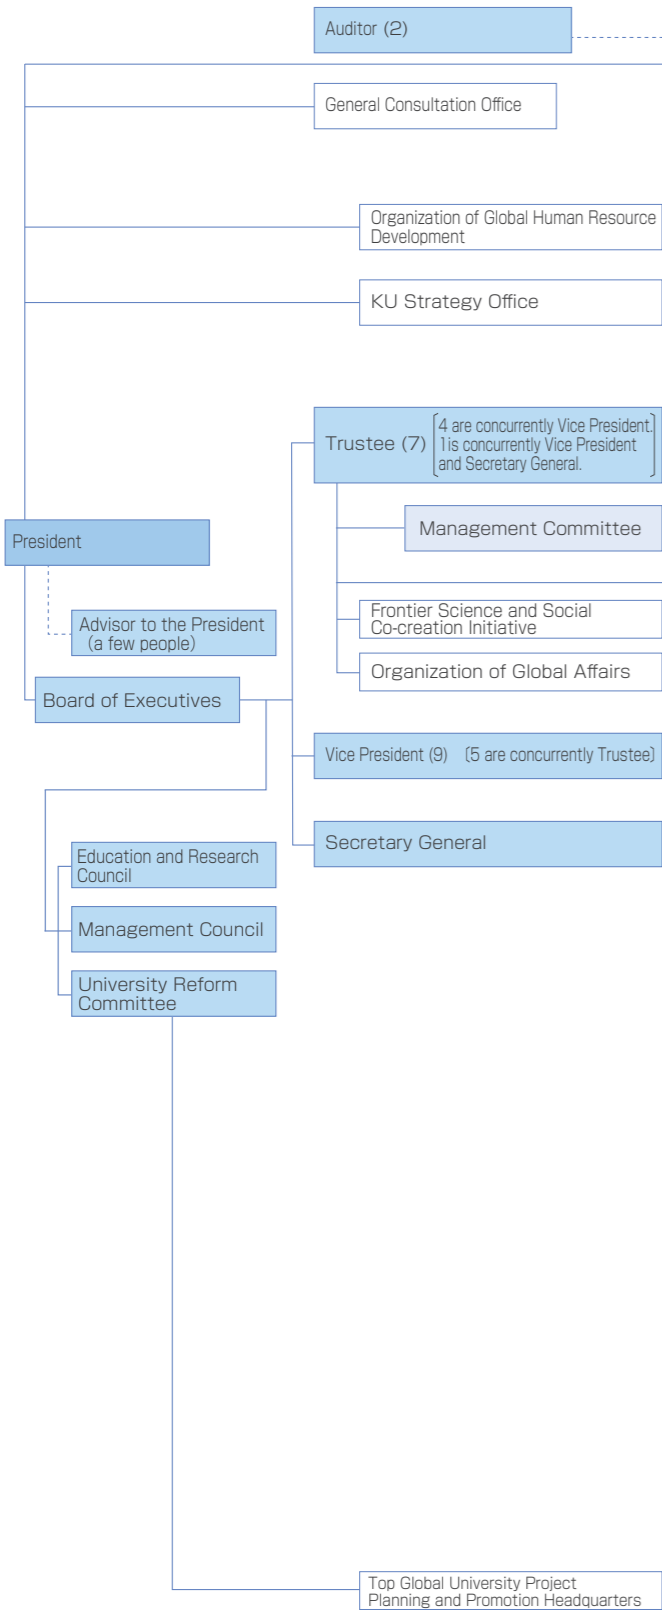 Auditor (2)
General Consultation Office
Organization of Global Human Resource
Development
KU Strategy Office
Trustee (7)
4 are concurrently Vice President.
1 is concurrently Vice President
and Secretary General.
Management Committee
President
Frontier Science and Social
Co-creation Initiative
Advisor to the President
(a few people)
Organization of Global Affairs
Board of Executives
Vice President (9) (5 are concurrently Trustee)
Secretary General
Education and Research
Council
Management Council
University Reform
Committee
Top Global University Project
Planning and Promotion Headquarters